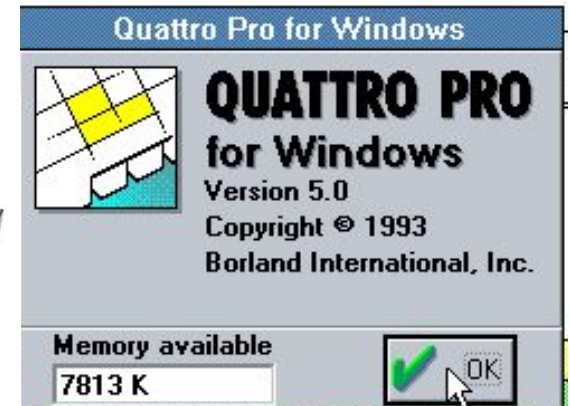 Quattro Pro for Windows
QUATTRO PRO
for Windows
Version 5.0
Copyright © 1993
Borland International, Inc.
Memory available
7813 K
OK